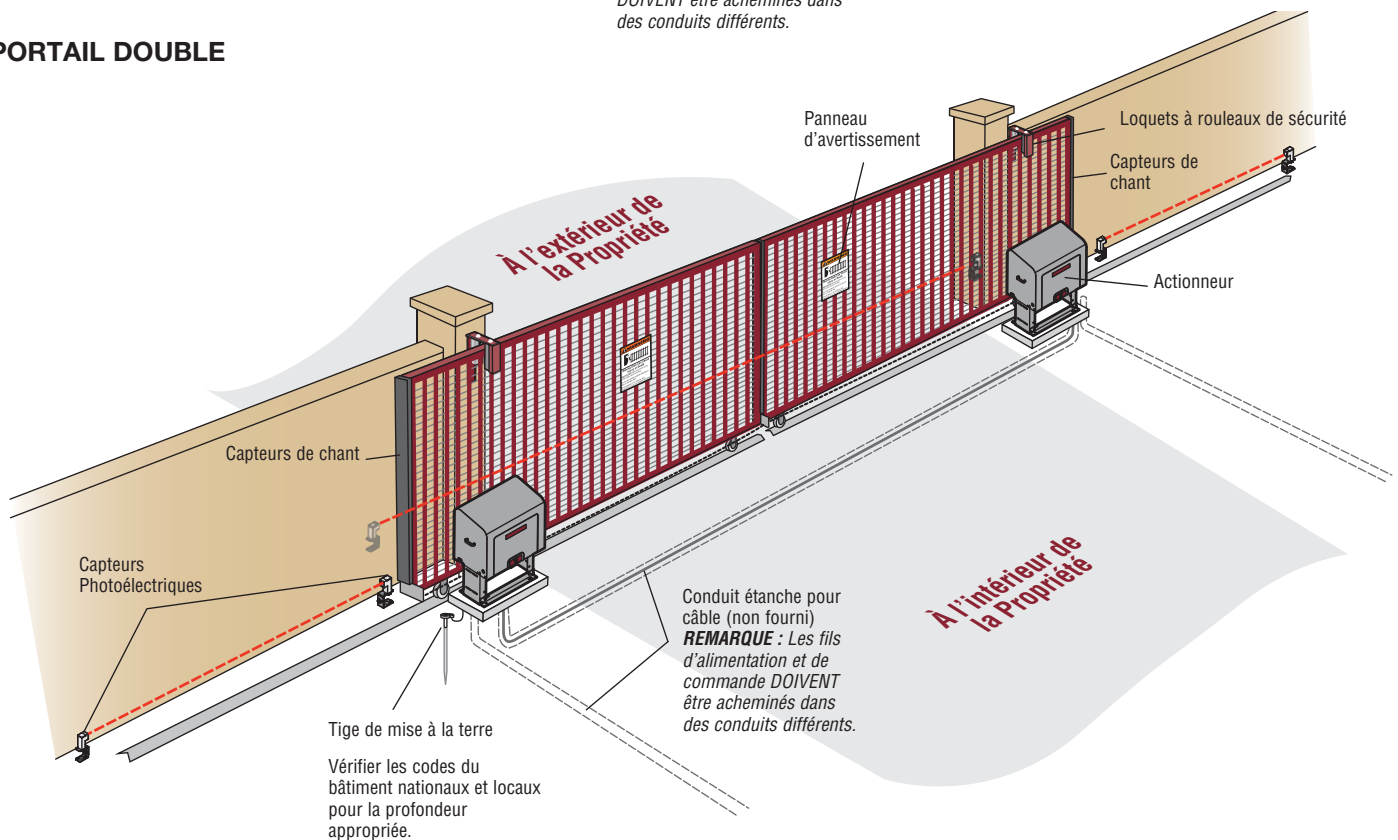 DOIVENT être acheminés dans
des conduits différents.
PORTAIL DOUBLE
Panneau
d'avertissement
Loquets à rouleaux de sécurité
Capteurs de
chant
À l'extérieur de
la Propriété
Actionneur
Capteurs de chant
Capteurs
Photoélectriques
Conduit étanche pour
câble (non fourni)
REMARQUE : Les fils
d'alimentation et de
commande DOIVENT
être acheminés dans
des conduits différents.
À l'intérieur de
la Propriété
Tige de mise à la terre
Vérifier les codes du
bâtiment nationaux et locaux
pour la profondeur
appropriée.